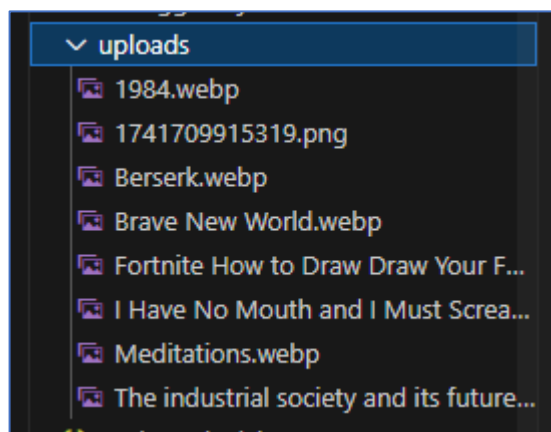 uploads
1984.webp
1741709915319.png
Berserk.webp
Brave New World.webp
Fortnite How to Draw Draw Your F...
I Have No Mouth and I Must Screa...
Meditations.webp
The industrial society and its future...